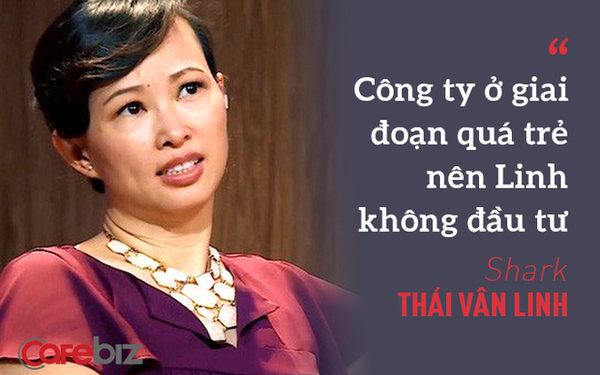 “
Công ty ở giai
đoạn quá trẻ
nên Linh
không đầu tư
Shark
THÁI VÂN LINH
Cafebiz